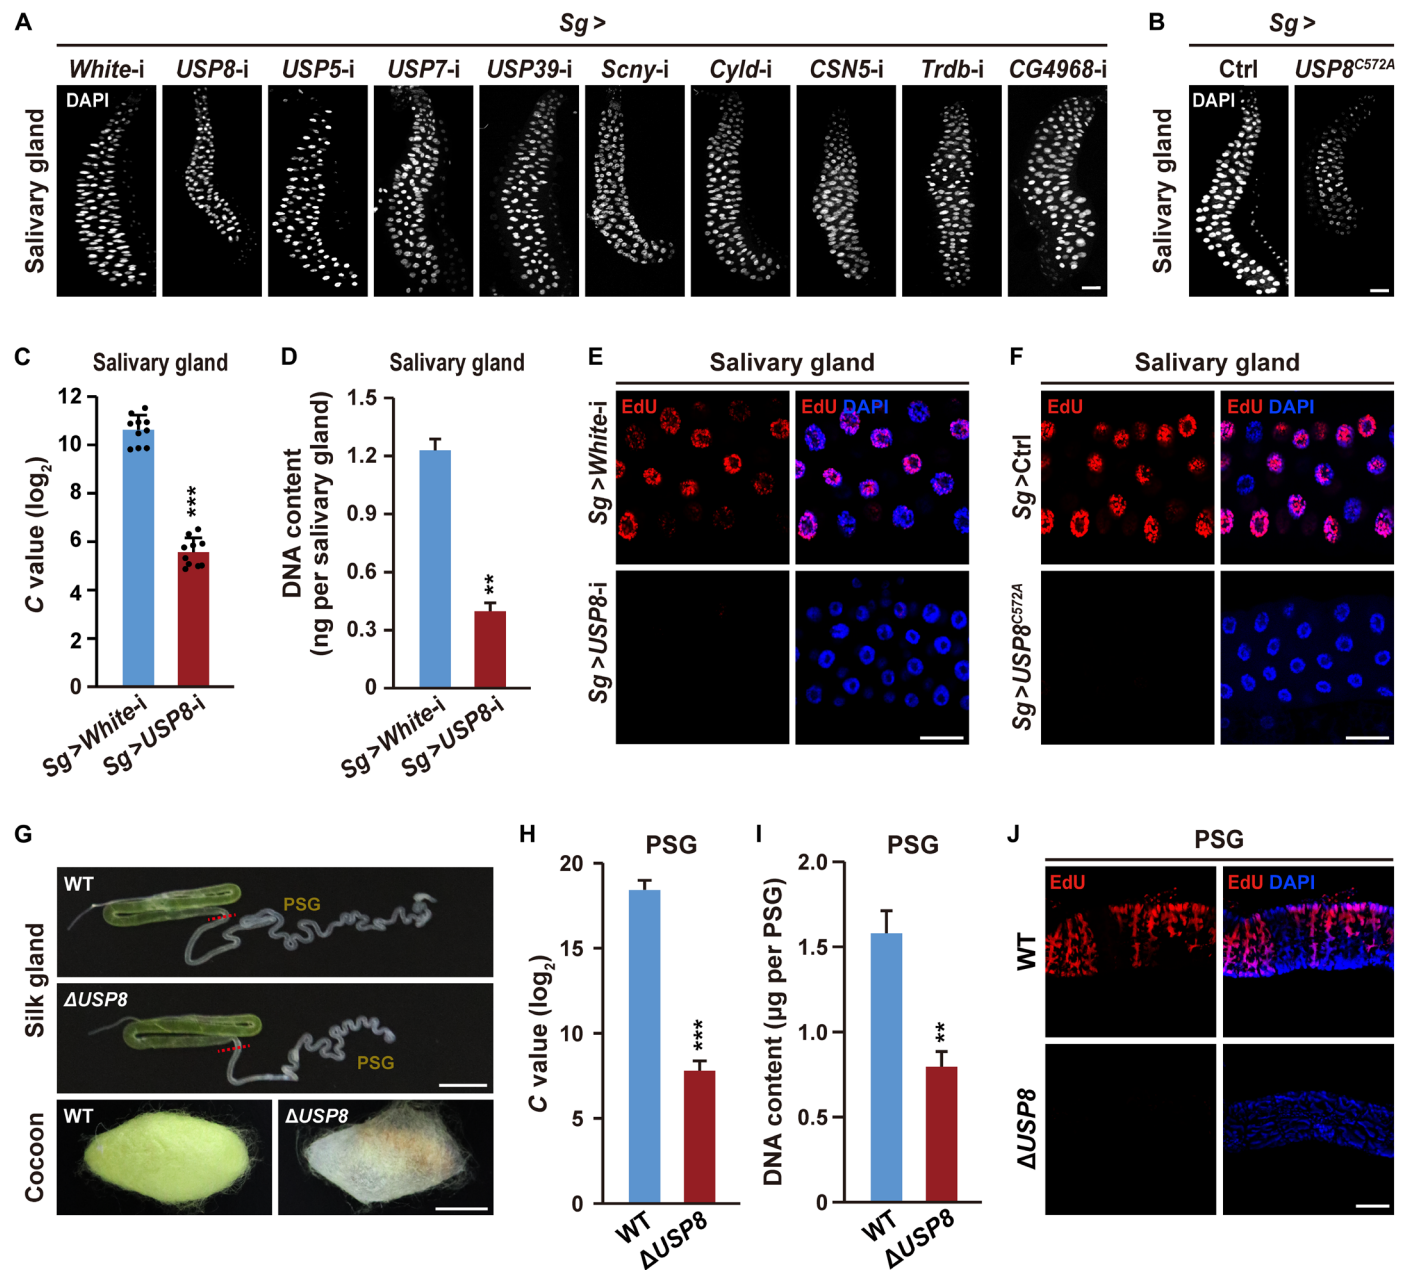 A
Sg >
White-i USP8-i USP5-i USP7-i USP39-i Scny-i Cyld-i CSN5-i Trdb-i CG4968-i
DAPI
Salivary gland
B
Sg >
Ctrl USP8^C572A
DAPI
Salivary gland
C
Salivary gland
C value (log₂)
12
10
8
6
4
2
0
***
Sg >White-i
Sg >USP8-i
D
Salivary gland
DNA content
(ng per salivary gland)
1.5
1.2
0.9
0.6
0.3
0
**
Sg >White-i
Sg >USP8-i
E
Salivary gland
Sg >White-i
EdU
EdU DAPI
Sg >USP8-i
F
Salivary gland
Sg >Ctrl
EdU
EdU DAPI
Sg >USP8^C572A
G
Silk gland
WT
PSG
ΔUSP8
PSG
Cocoon
WT
ΔUSP8
H
PSG
C value (log₂)
20
15
10
5
0
***
WT
ΔUSP8
I
PSG
DNA content (μg per PSG)
2.0
1.5
1.0
0.5
0
**
WT
ΔUSP8
J
PSG
WT
EdU
EdU DAPI
ΔUSP8